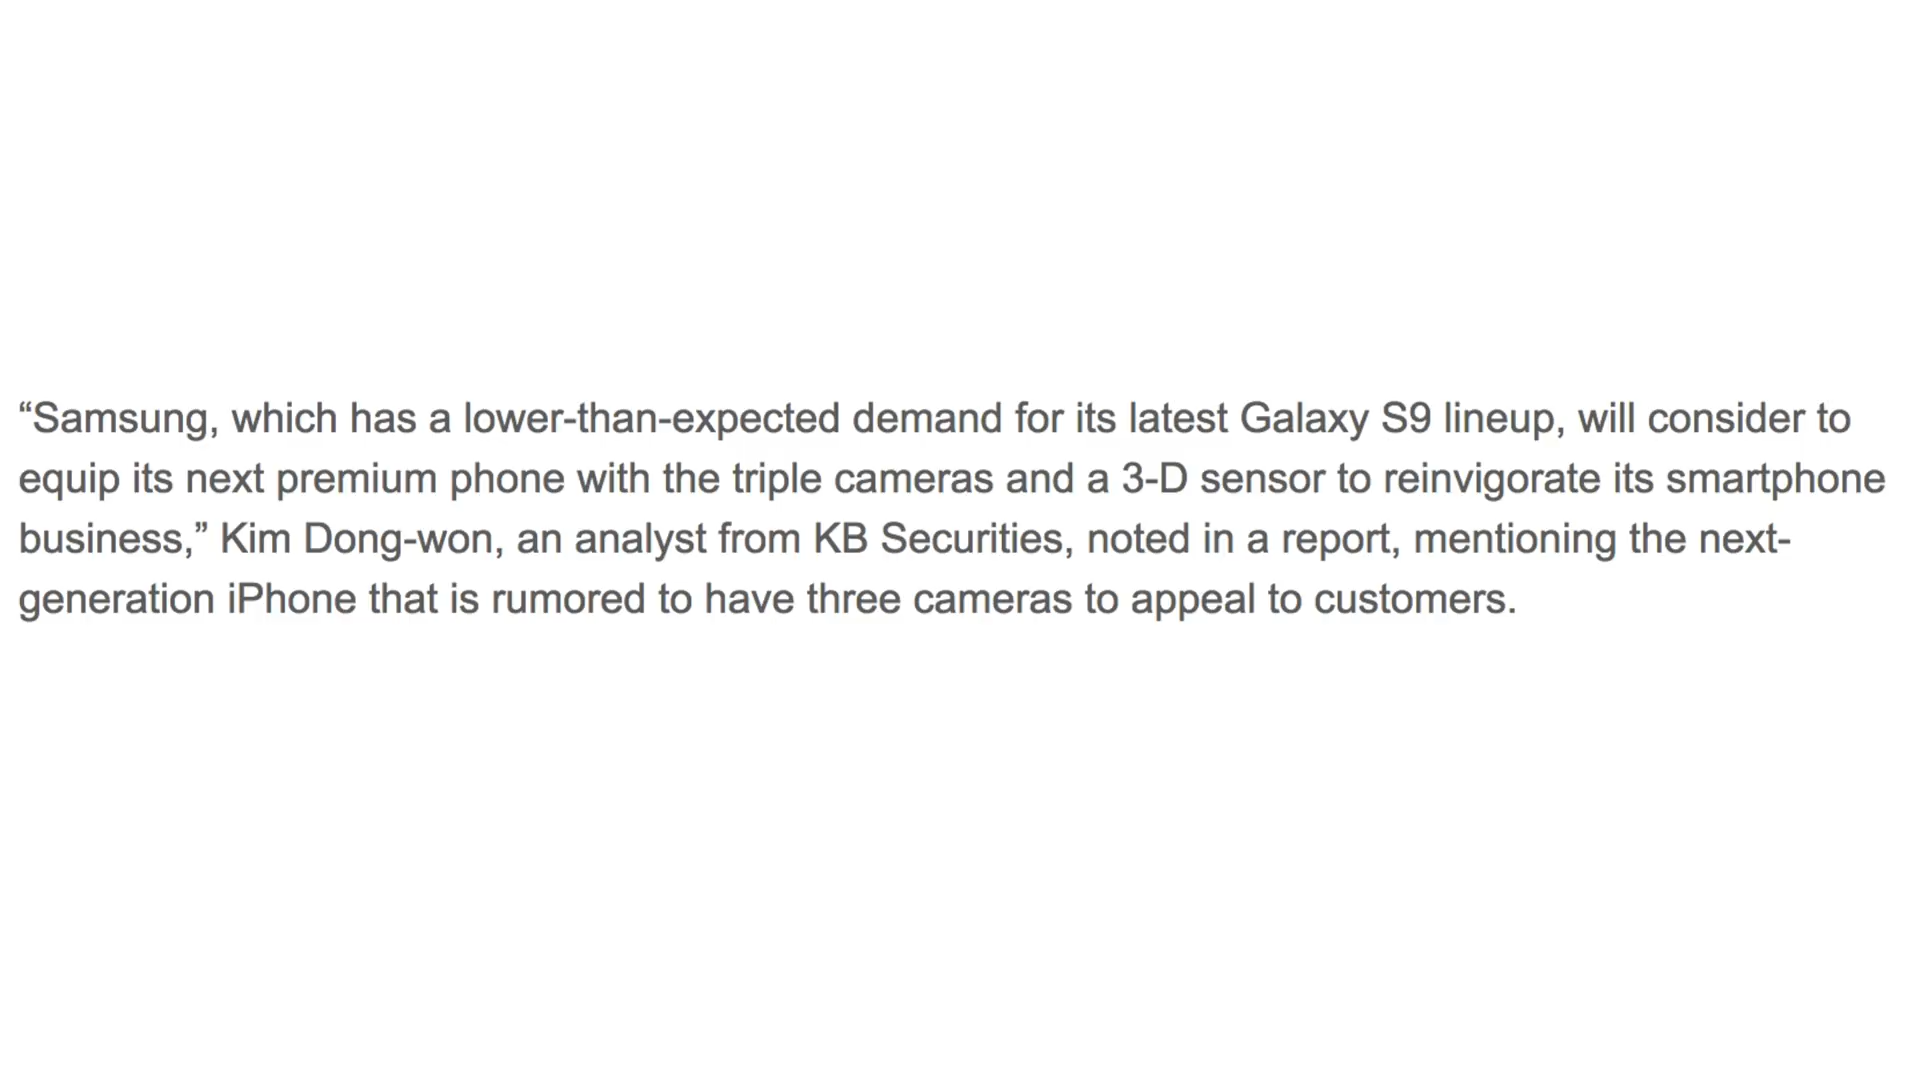 “Samsung, which has a lower-than-expected demand for its latest Galaxy S9 lineup, will consider to
equip its next premium phone with the triple cameras and a 3-D sensor to reinvigorate its smartphone
business,” Kim Dong-won, an analyst from KB Securities, noted in a report, mentioning the next-
generation iPhone that is rumored to have three cameras to appeal to customers.